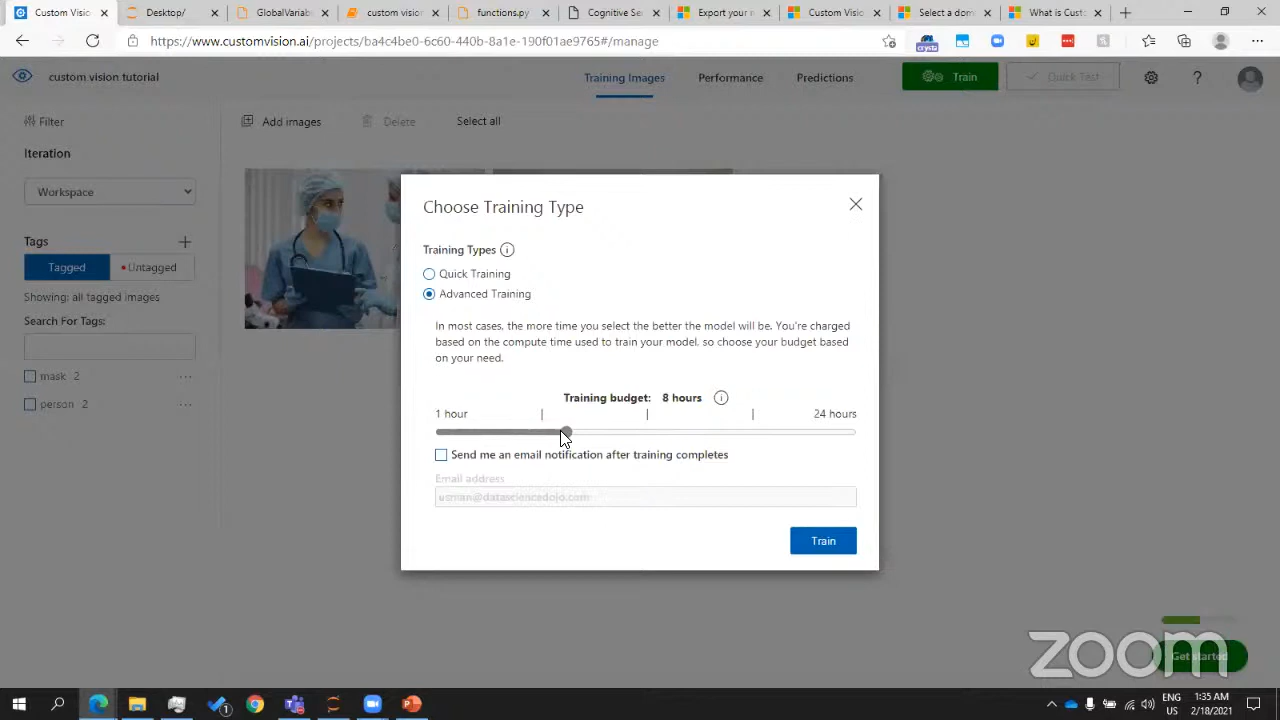 Custom Vision
Desktop/
GlobalVariabl
custom vision
functions.py
Cognitive Ser
Export your m
Custom Visio
Select a dom
What is Custo
https://www.customvision.ai/projects/ba4c4be0-6c60-440b-8a1e-190f01ae9765#/manage
crysta
custom vision tutorial
Training Images
Performance
Predictions
Train
Quick Test
Filter
Add images
Delete
Select all
Iteration
Workspace
Tags
Tagged
Untagged
Showing: all tagged images
Search For Tags:
mask 2
person 2
Choose Training Type
Training Types
Quick Training
Advanced Training
In most cases, the more time you select the better the model will be. You're charged
based on the compute time used to train your model, so choose your budget based
on your need.
Training budget: 8 hours
1 hour
24 hours
Send me an email notification after training completes
Email address
usman@datasciencedojo.com
Train
Get started
zoom
ENG
US
1:35 AM
2/18/2021